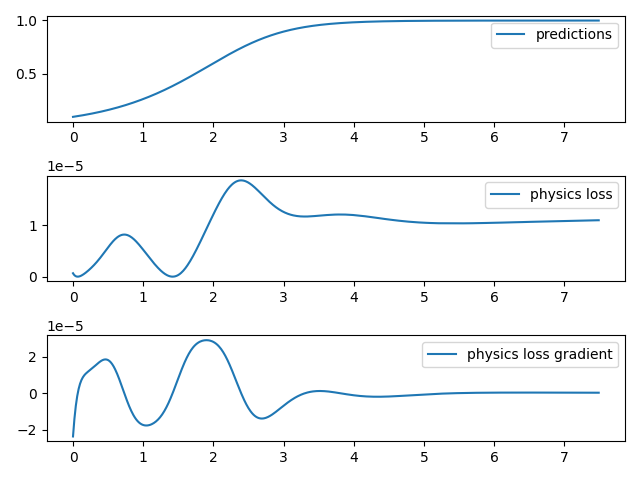 1.0
0.5
predictions
0 1 2 3 4 5 6 7
1e−5
1
0
physics loss
0 1 2 3 4 5 6 7
1e−5
2
0
−2
physics loss gradient
0 1 2 3 4 5 6 7